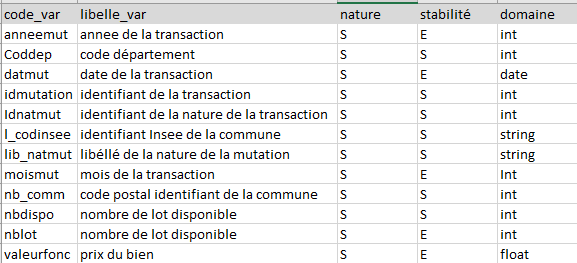 code_var libelle_var nature stabilité domaine
anneemut annee de la transaction S E int
Coddep code département S S int
datmut date de la transaction S E date
idmutation identifiant de la transaction S S int
Idnatmut identifiant de la nature de la transaction S S int
l_codinsee identifiant Insee de la commune S S string
lib_natmut libéllé de la nature de la mutation S S string
moismut mois de la transaction S E Int
nb_comm code postal identifiant de la commune S S int
nbdispo nombre de lot disponible S S int
nblot nombre de lot disponible S E int
valeurfonc prix du bien S E float